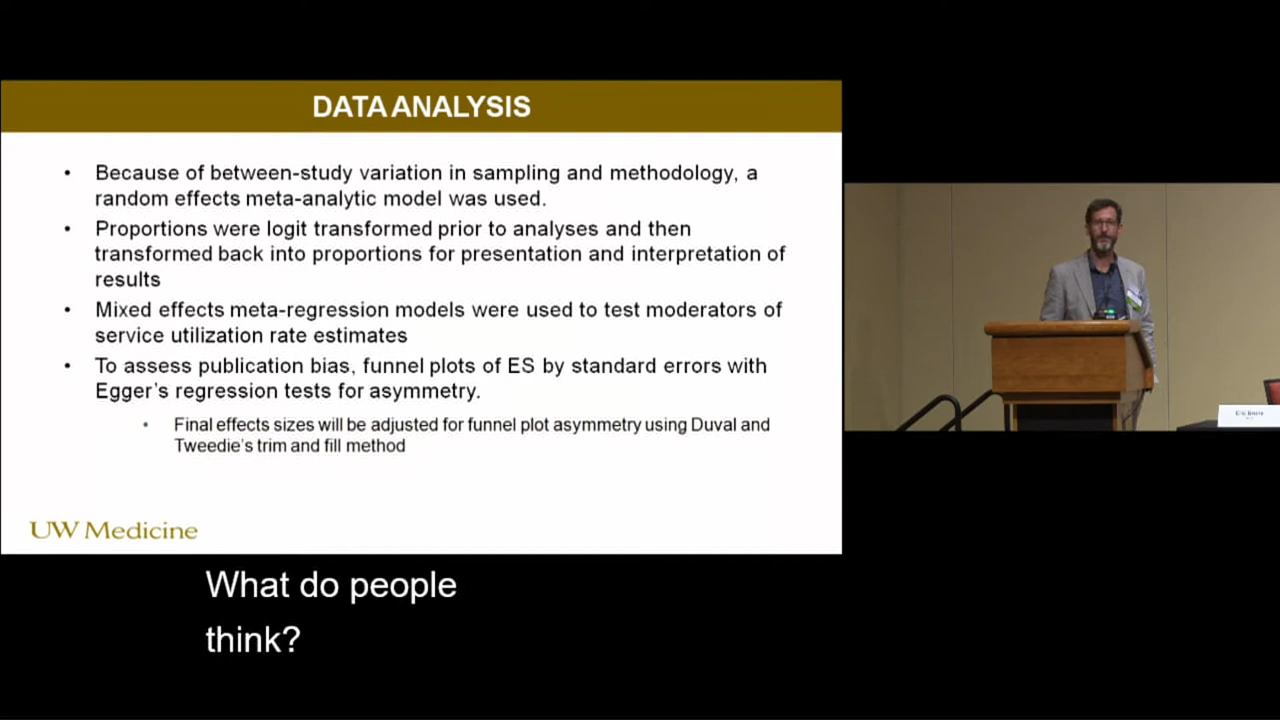 DATA ANALYSIS
• Because of between-study variation in sampling and methodology, a
random effects meta-analytic model was used.
• Proportions were logit transformed prior to analyses and then
transformed back into proportions for presentation and interpretation of
results
• Mixed effects meta-regression models were used to test moderators of
service utilization rate estimates
• To assess publication bias, funnel plots of ES by standard errors with
Egger's regression tests for asymmetry.
• Final effects sizes will be adjusted for funnel plot asymmetry using Duval and
Tweedie's trim and fill method
UW Medicine
What do people
think?